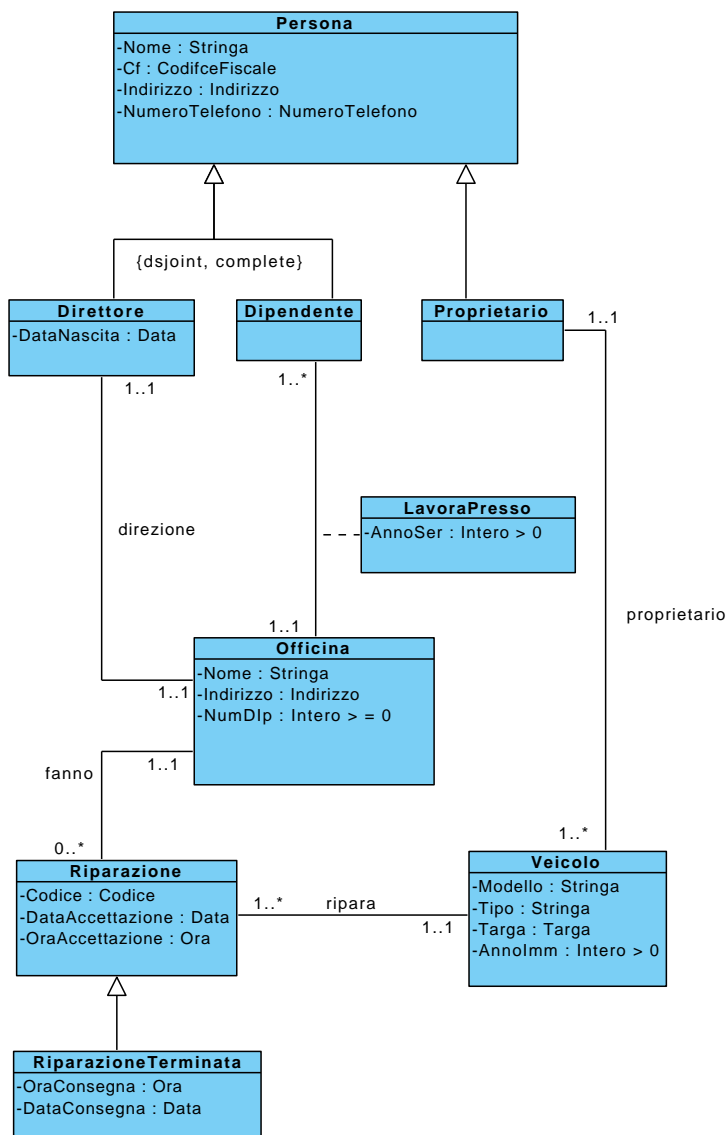 Persona
-Nome : Stringa
-Cf : CodifceFiscale
-Indirizzo : Indirizzo
-NumeroTelefono : NumeroTelefono
{dsjoint, complete}
Direttore
-DataNascita : Data
Dipendente
Proprietario
1..1
1..1
1..*
LavoraPresso
-AnnoSer : Intero > 0
direzione
proprietario
1..1
Officina
-Nome : Stringa
-Indirizzo : Indirizzo
-NumDIp : Intero > = 0
1..1
1..1
fanno
0..*
1..*
Riparazione
-Codice : Codice
-DataAccettazione : Data
-OraAccettazione : Ora
1..*
ripara
1..1
Veicolo
-Modello : Stringa
-Tipo : Stringa
-Targa : Targa
-AnnoImm : Intero > 0
RiparazioneTerminata
-OraConsegna : Ora
-DataConsegna : Data